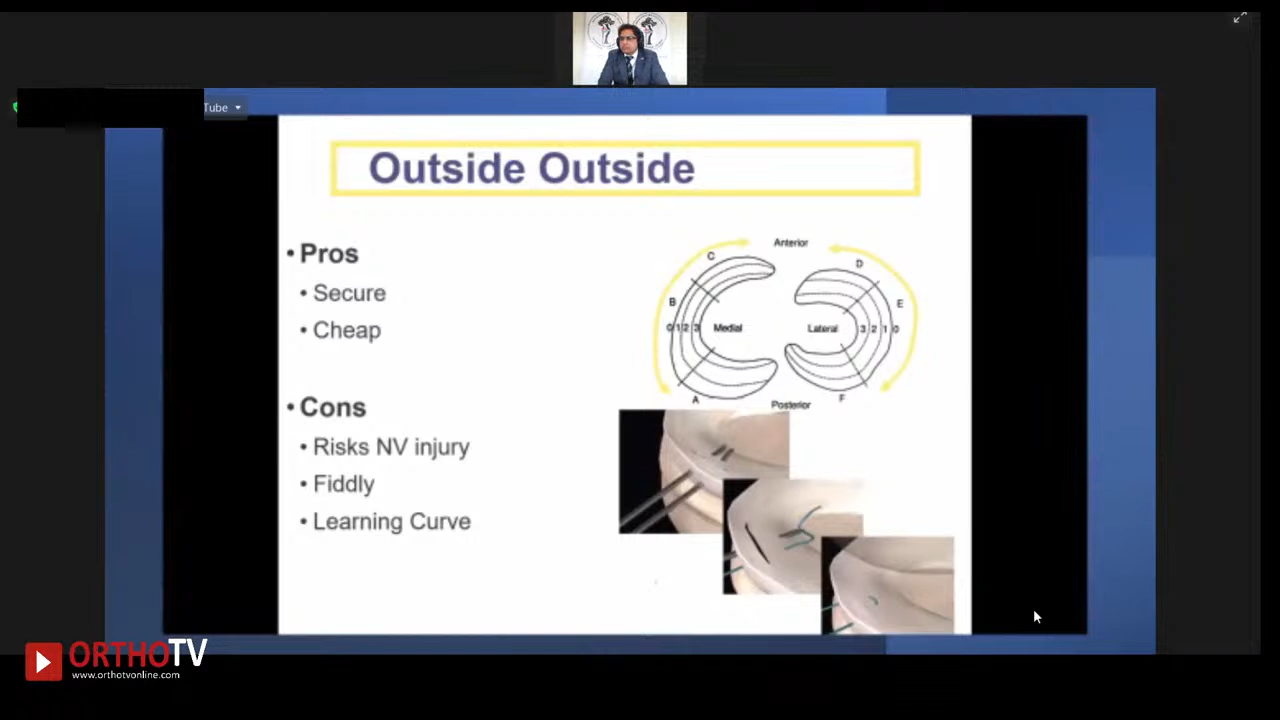 Tube
Outside Outside
• Pros
• Secure
• Cheap
• Cons
• Risks NV injury
• Fiddly
• Learning Curve
Anterior
C
D
B
E
0 1 2 3
Medial
Lateral
3 2 1 0
A
F
Posterior
ORTHOTV
www.orthotvonline.com